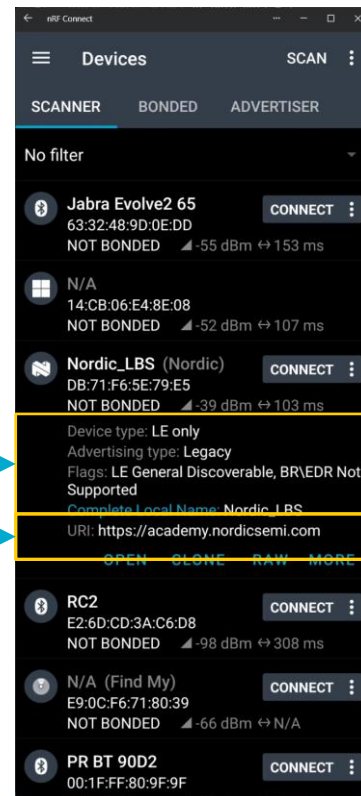 nRF Connect
Devices SCAN
SCANNER BONDED ADVERTISER
No filter
Jabra Evolve2 65
CONNECT
63:32:48:9D:0E:DD
NOT BONDED -55 dBm 153 ms
N/A
14:CB:06:E4:8E:08
NOT BONDED -52 dBm 107 ms
Nordic_LBS (Nordic)
CONNECT
DB:71:F6:5E:79:E5
NOT BONDED -39 dBm 103 ms
Device type: LE only
Advertising type: Legacy
Flags: LE General Discoverable, BR\EDR Not
Supported
Complete Local Name: Nordic_LBS
URI: https://academy.nordicsemi.com
OPEN CLONE RAW MORE
RC2
CONNECT
E2:6D:CD:3A:C6:D8
NOT BONDED -98 dBm 308 ms
N/A (Find My)
CONNECT
E9:0C:F6:71:80:39
NOT BONDED -66 dBm N/A
PR BT 90D2
CONNECT
00:1F:FF:80:9F:9F